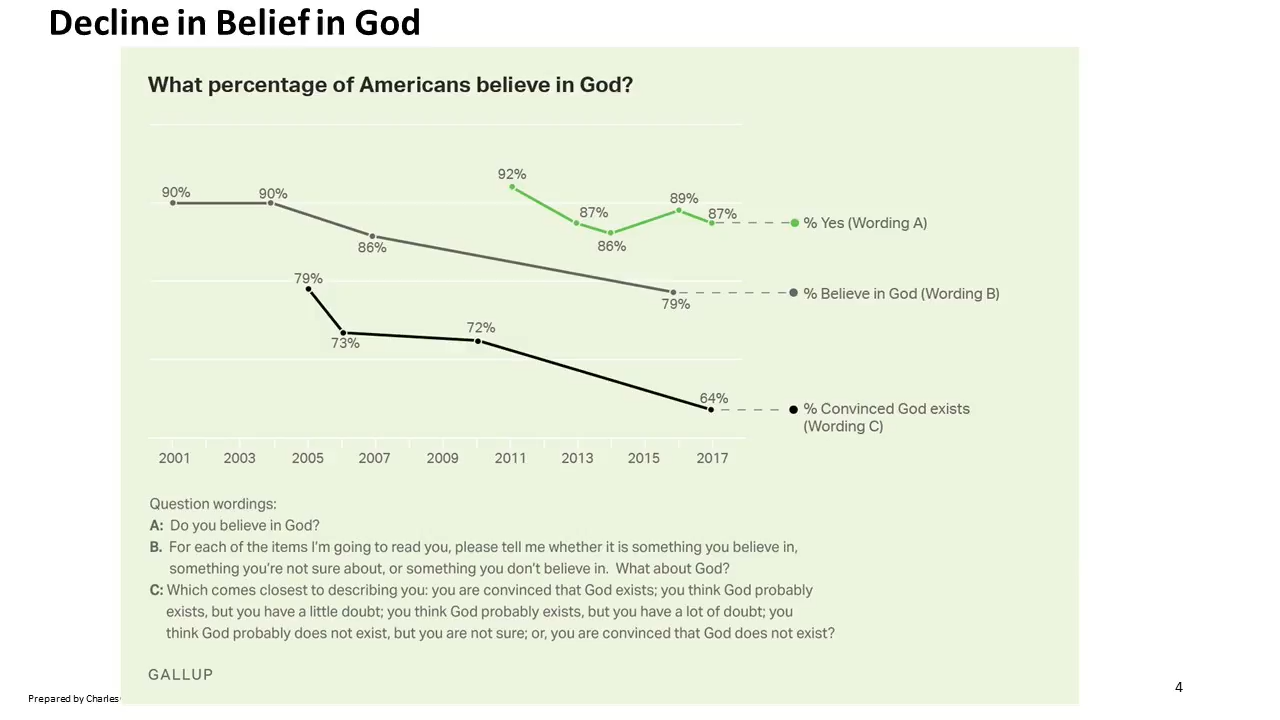 Decline in Belief in God
What percentage of Americans believe in God?
92%
90%
90%
89%
87%
87%
% Yes (Wording A)
86%
86%
79%
% Believe in God (Wording B)
79%
72%
73%
64%
% Convinced God exists
(Wording C)
2001 2003 2005 2007 2009 2011 2013 2015 2017
Question wordings:
A: Do you believe in God?
B. For each of the items I'm going to read you, please tell me whether it is something you believe in,
something you're not sure about, or something you don't believe in. What about God?
C: Which comes closest to describing you: you are convinced that God exists; you think God probably
exists, but you have a little doubt; you think God probably exists, but you have a lot of doubt; you
think God probably does not exist, but you are not sure; or, you are convinced that God does not exist?
GALLUP
Prepared by Charles
4